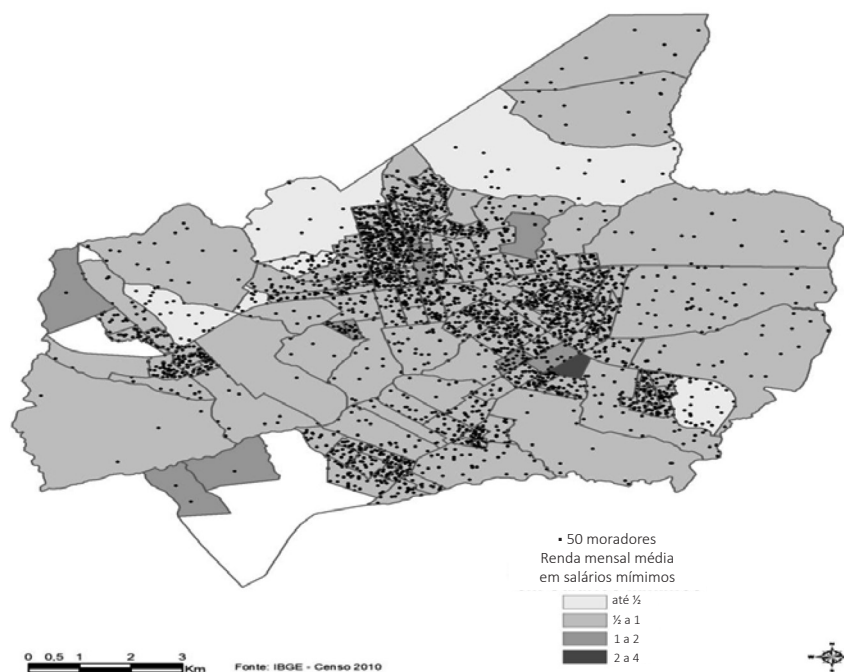 ▪ 50 moradores
Renda mensal média
em salários mímimos
até ½
½ a 1
1 a 2
2 a 4
0 0,5 1 2 3
Km
Fonte: IBGE - Censo 2010